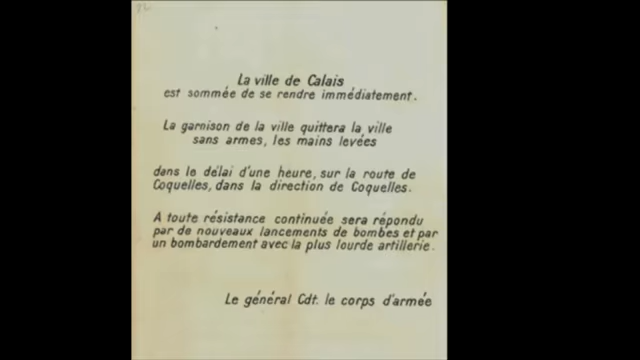 12
La ville de Calais
est sommée de se rendre immédiatement.
La garnison de la ville quittera la ville
sans armes, les mains levées
dans le délai d'une heure, sur la route de
Coquelles, dans la direction de Coquelles.
A toute résistance continuée sera répondu
par de nouveaux lancements de bombes et par
un bombardement avec la plus lourde artillerie.
Le général Cdt. le corps d'armée